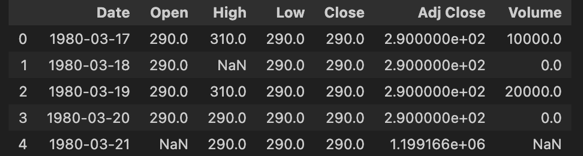 Date Open High Low Close Adj Close Volume
0 1980-03-17 290.0 310.0 290.0 290.0 2.900000e+02 10000.0
1 1980-03-18 290.0 NaN 290.0 290.0 2.900000e+02 0.0
2 1980-03-19 290.0 310.0 290.0 290.0 2.900000e+02 20000.0
3 1980-03-20 290.0 290.0 290.0 290.0 2.900000e+02 0.0
4 1980-03-21 NaN 290.0 290.0 290.0 1.199166e+06 NaN